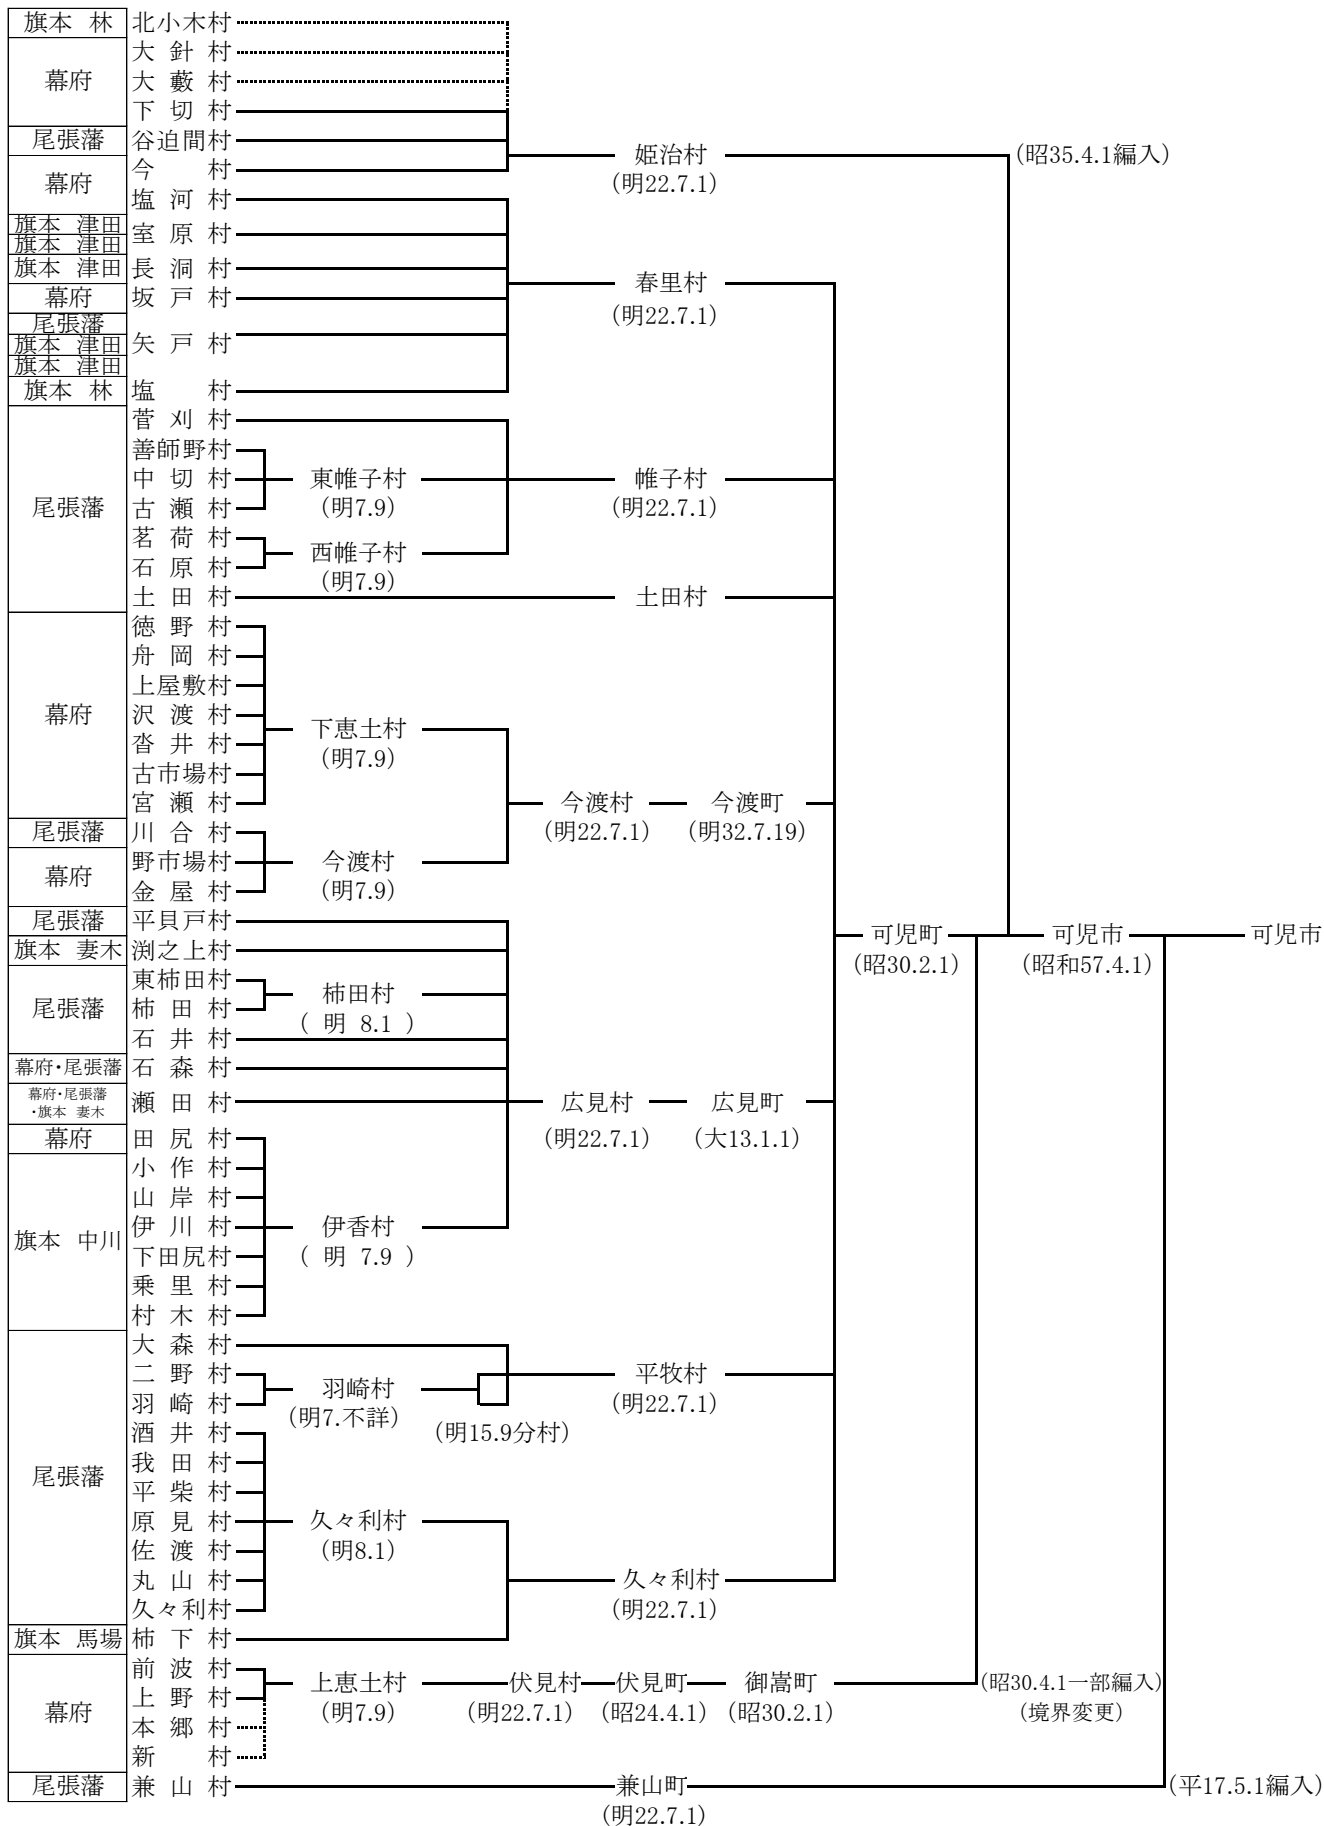 旗本 林 北小木村
幕府
大針村
大藪村
下切村
尾張藩 谷迫間村
幕府
今村
塩河村
姫治村
(明22.7.1)
(昭35.4.1編入)
旗本 津田
旗本 津田
室原村
旗本 津田 長洞村
幕府 坂戸村
尾張藩
旗本 津田
旗本 津田
矢戸村
旗本 林 塩村
春里村
(明22.7.1)
尾張藩
菅刈村
善師野村
中切村
古瀬村
茗荷村
石原村
土田村
東帷子村
(明7.9)
西帷子村
(明7.9)
帷子村
(明22.7.1)
土田村
幕府
徳野村
舟岡村
上屋敷村
沢渡村
沓井村
古市場村
宮瀬村
下恵土村
(明7.9)
尾張藩 川合村
幕府
野市場村
金屋村
今渡村
(明7.9)
今渡村
(明22.7.1)
今渡町
(明32.7.19)
尾張藩 平貝戸村
旗本 妻木 渕之上村
尾張藩
東柿田村
柿田村
石井村
柿田村
( 明 8.1 )
幕府・尾張藩 石森村
幕府・尾張藩
・旗本 妻木
瀬田村
幕府 田尻村
旗本 中川
小作村
山岸村
伊川村
下田尻村
乗里村
村木村
伊香村
( 明 7.9 )
広見村
(明22.7.1)
広見町
(大13.1.1)
可児町
(昭30.2.1)
可児市
(昭和57.4.1)
可児市
尾張藩
大森村
二野村
羽崎村
酒井村
我田村
平柴村
原見村
佐渡村
丸山村
久々利村
羽崎村
(明7.不詳)
(明15.9分村)
平牧村
(明22.7.1)
久々利村
(明8.1)
久々利村
(明22.7.1)
旗本 馬場 柿下村
幕府
前波村
上野村
本郷村
新村
上恵土村
(明7.9)
伏見村
(明22.7.1)
伏見町
(昭24.4.1)
御嵩町
(昭30.2.1)
(昭30.4.1一部編入)
(境界変更)
尾張藩 兼山村
兼山町
(明22.7.1)
(平17.5.1編入)